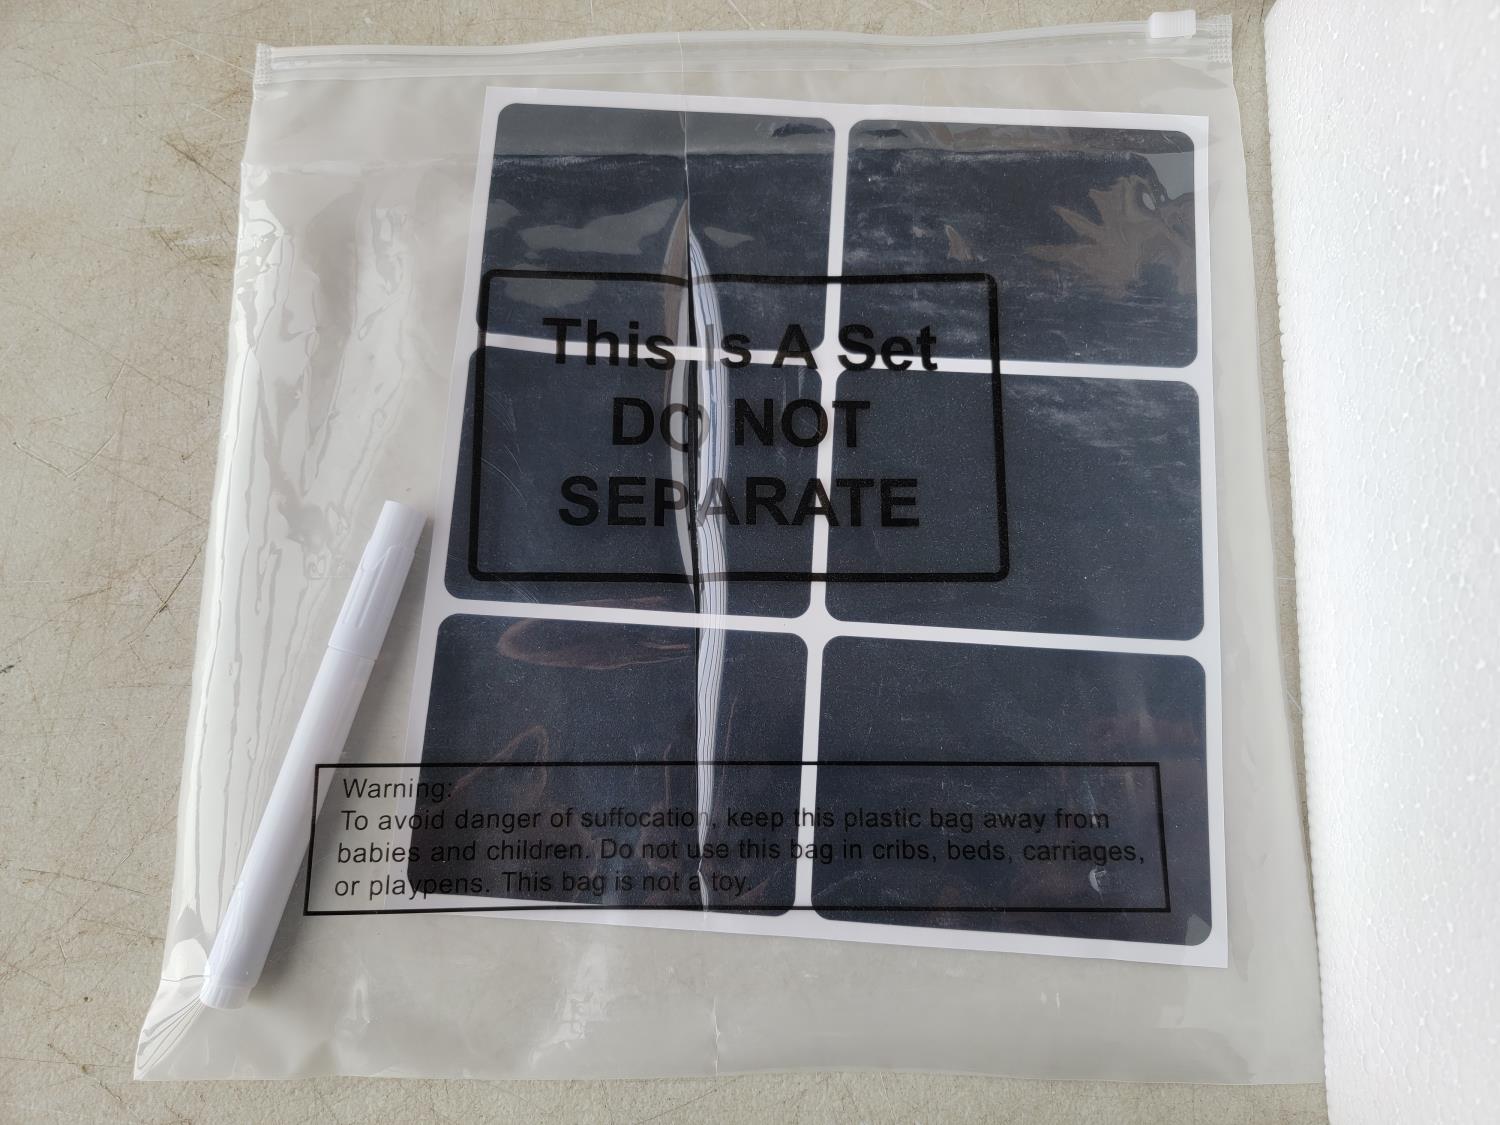 This Is A Set
DO NOT
SEPARATE
Warning:
To avoid danger of suffocation, keep this plastic bag away from
babies and children. Do not use this bag in cribs, beds, carriages,
or playpens. This bag is not a toy.